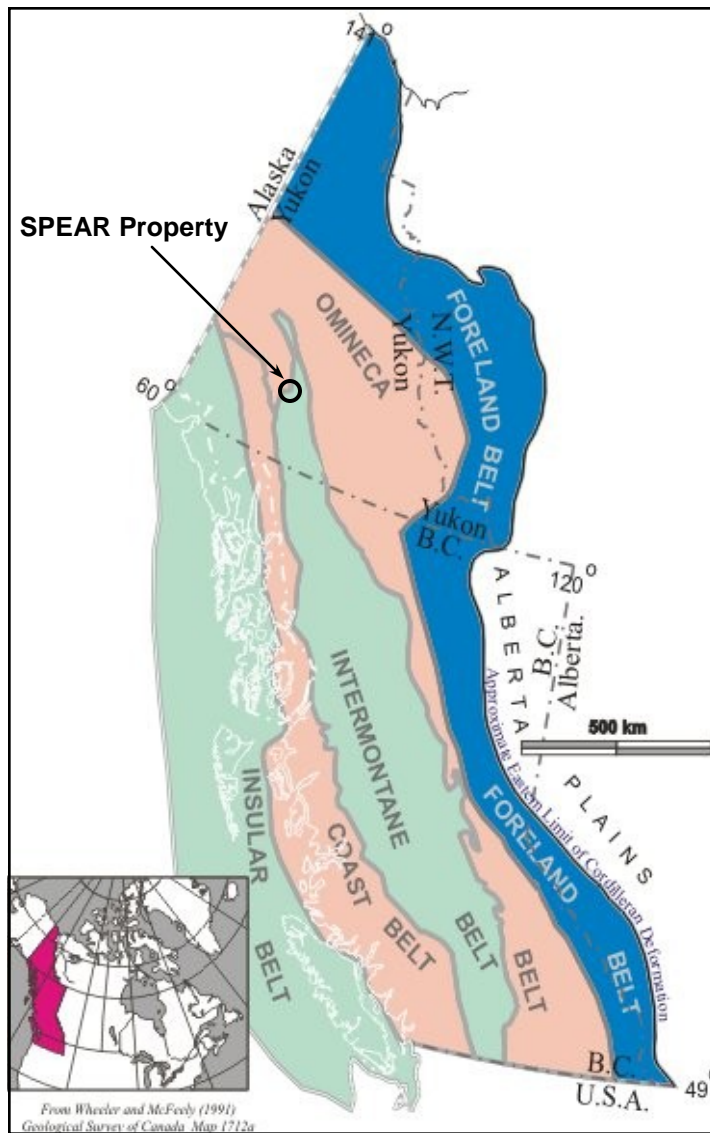 141°
Alaska
Yukon
SPEAR Property
OMINECA
Yukon
N.W.T.
FORELAND BELT
60°
Yukon
B.C.
120°
ALBERTA PLAINS
B.C.
Alberta.
Approximate Eastern Limit of Cordilleran Deformation
500 km
INTERMONTANE
BELT
INSULAR
BELT
COAST
BELT
BELT
FORELAND
BELT
B.C.
U.S.A.
49°
From Wheeler and McFeely (1991)
Geological Survey of Canada Map 1712a